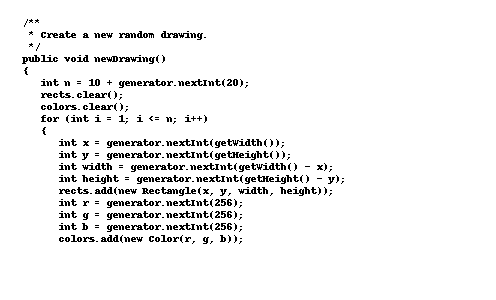 /**
 * Create a new random drawing.
 */
public void newDrawing()
{
   int n = 10 + generator.nextInt(20);
   rects.clear();
   colors.clear();
   for (int i = 1; i <= n; i++)
   {
      int x = generator.nextInt(getWidth());
      int y = generator.nextInt(getHeight());
      int width = generator.nextInt(getWidth() - x);
      int height = generator.nextInt(getHeight() - y);
      rects.add(new Rectangle(x, y, width, height));
      int r = generator.nextInt(256);
      int g = generator.nextInt(256);
      int b = generator.nextInt(256);
      colors.add(new Color(r, g, b));